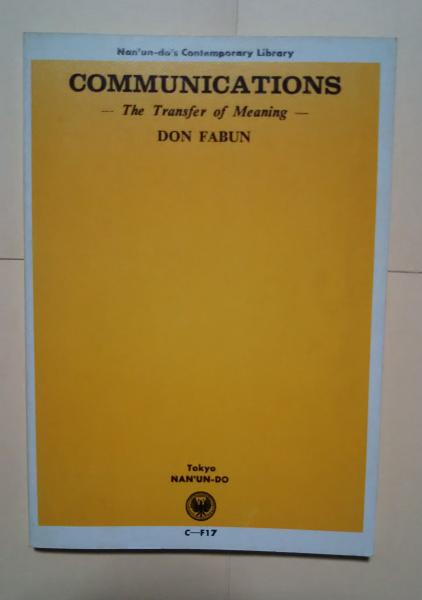 Nan'un-do's Contemporary Library
COMMUNICATIONS
— The Transfer of Meaning —
DON FABUN
Tokyo
NAN'UN-DO
C—F17